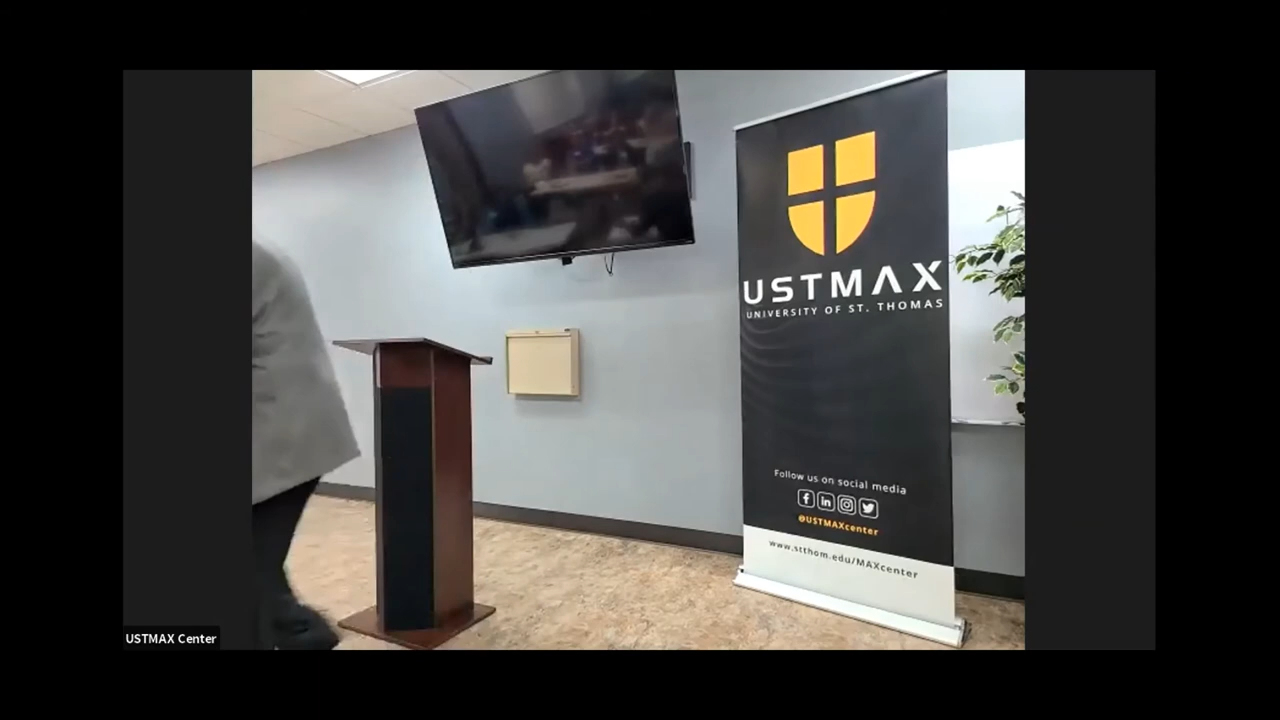 USTMAX
UNIVERSITY OF ST. THOMAS
Follow us on social media
@USTMAXcenter
www.stthom.edu/MAXcenter
USTMAX Center